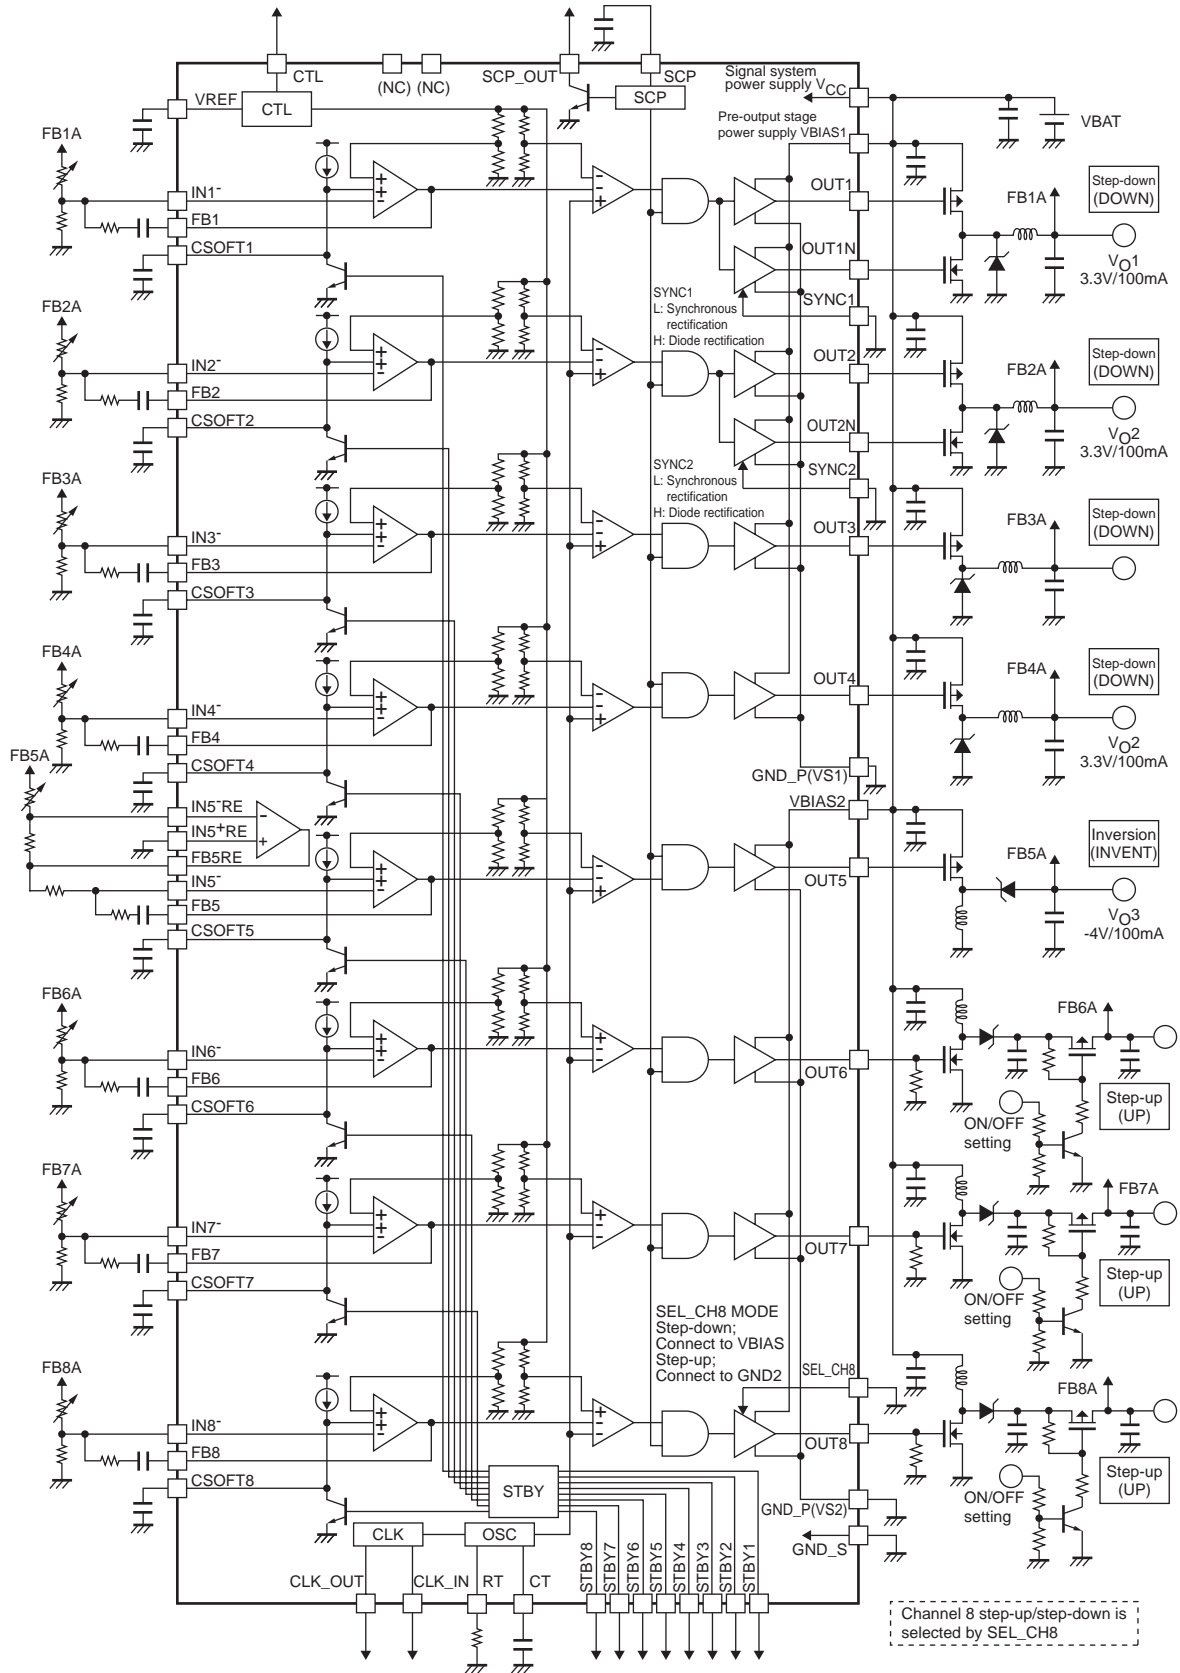 CTL
(NC) (NC)
SCP_OUT
SCP
Signal system
power supply VCC
VREF
CTL
SCP
VBAT
FB1A
Pre-output stage
power supply VBIAS1
IN1-
FB1
CSOFT1
OUT1
OUT1N
SYNC1
FB1A
Step-down
(DOWN)
VO1
3.3V/100mA
SYNC1
L: Synchronous
rectification
H: Diode rectification
FB2A
IN2-
FB2
CSOFT2
OUT2
OUT2N
SYNC2
FB2A
Step-down
(DOWN)
VO2
3.3V/100mA
SYNC2
L: Synchronous
rectification
H: Diode rectification
FB3A
IN3-
FB3
CSOFT3
OUT3
FB3A
Step-down
(DOWN)
FB4A
IN4-
FB4
CSOFT4
OUT4
GND_P(VS1)
FB4A
Step-down
(DOWN)
VO2
3.3V/100mA
FB5A
IN5-RE
IN5+RE
FB5RE
IN5-
FB5
CSOFT5
VBIAS2
OUT5
FB5A
Inversion
(INVENT)
VO3
-4V/100mA
FB6A
IN6-
FB6
CSOFT6
OUT6
FB6A
ON/OFF
setting
Step-up
(UP)
FB7A
IN7-
FB7
CSOFT7
OUT7
FB7A
ON/OFF
setting
Step-up
(UP)
SEL_CH8 MODE
Step-down;
Connect to VBIAS
Step-up;
Connect to GND2
FB8A
IN8-
FB8
CSOFT8
SEL_CH8
OUT8
FB8A
ON/OFF
setting
Step-up
(UP)
STBY
GND_P(VS2)
GND_S
CLK
OSC
CLK_OUT
CLK_IN
RT
CT
STBY8
STBY7
STBY6
STBY5
STBY4
STBY3
STBY2
STBY1
Channel 8 step-up/step-down is
selected by SEL_CH8